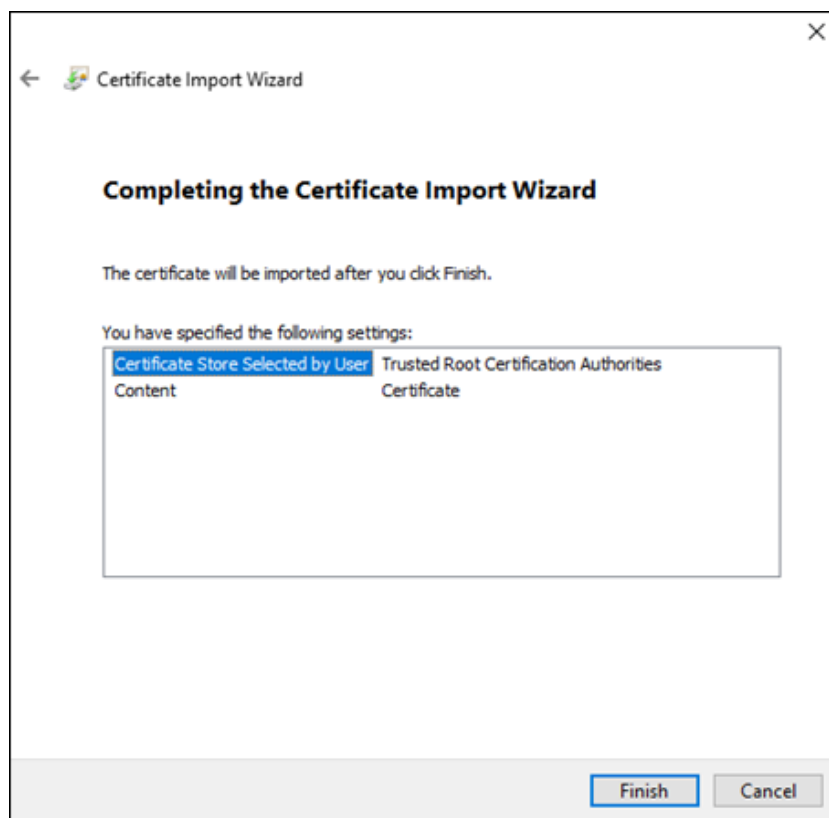 Certificate Import Wizard
Completing the Certificate Import Wizard
The certificate will be imported after you click Finish.
You have specified the following settings:
Certificate Store Selected by User Trusted Root Certification Authorities
Content Certificate
Finish Cancel